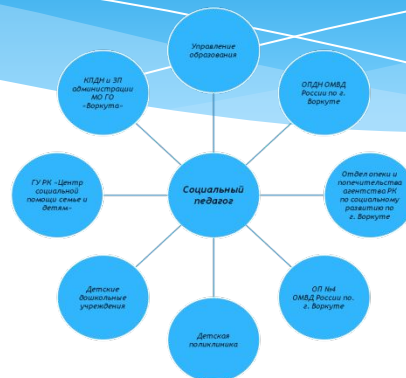 Управление
образования
КПДН и ЗП
администрации
МО ГО
«Воркута»
ОПДН ОМВД
России по г.
Воркуте
ГУ РК «Центр
социальной
помощи семье и
детям»
Социальный
педагог
Отдел опеки и
попечительства
агентства РК
по социальному
развитию по
г. Воркуте
Детские
дошкольные
учреждения
ОП №4
ОМВД России по.
г. Воркуте
Детская
поликлиника